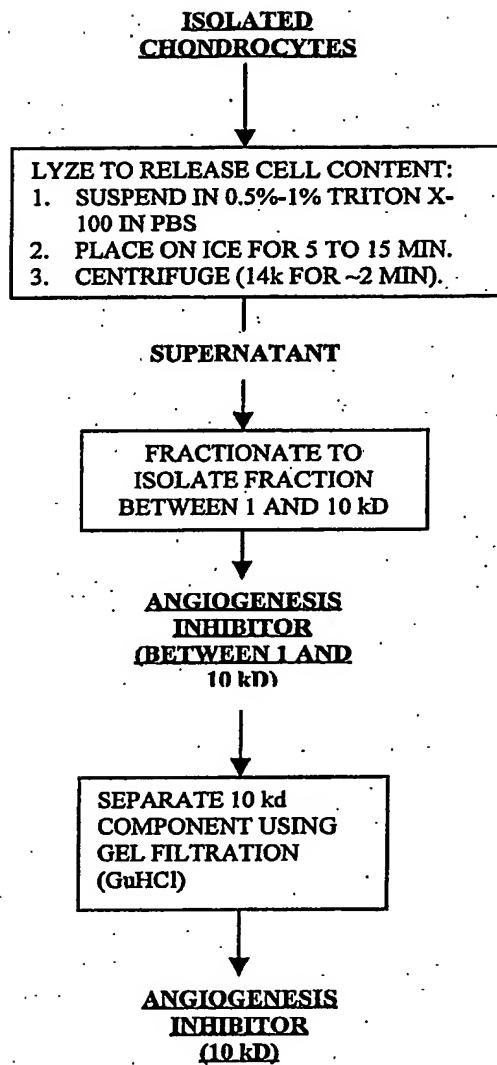 ISOLATED
CHONDROCYTES
LYZE TO RELEASE CELL CONTENT:
1. SUSPEND IN 0.5%-1% TRITON X-
100 IN PBS
2. PLACE ON ICE FOR 5 TO 15 MIN.
3. CENTRIFUGE (14k FOR ~2 MIN).
SUPERNATANT
FRACTIONATE TO
ISOLATE FRACTION
BETWEEN 1 AND 10 kD
ANGIOGENESIS
INHIBITOR
(BETWEEN 1 AND
10 kD)
SEPARATE 10 kd
COMPONENT USING
GEL FILTRATION
(GuHCl)
ANGIOGENESIS
INHIBITOR
(10 kD)